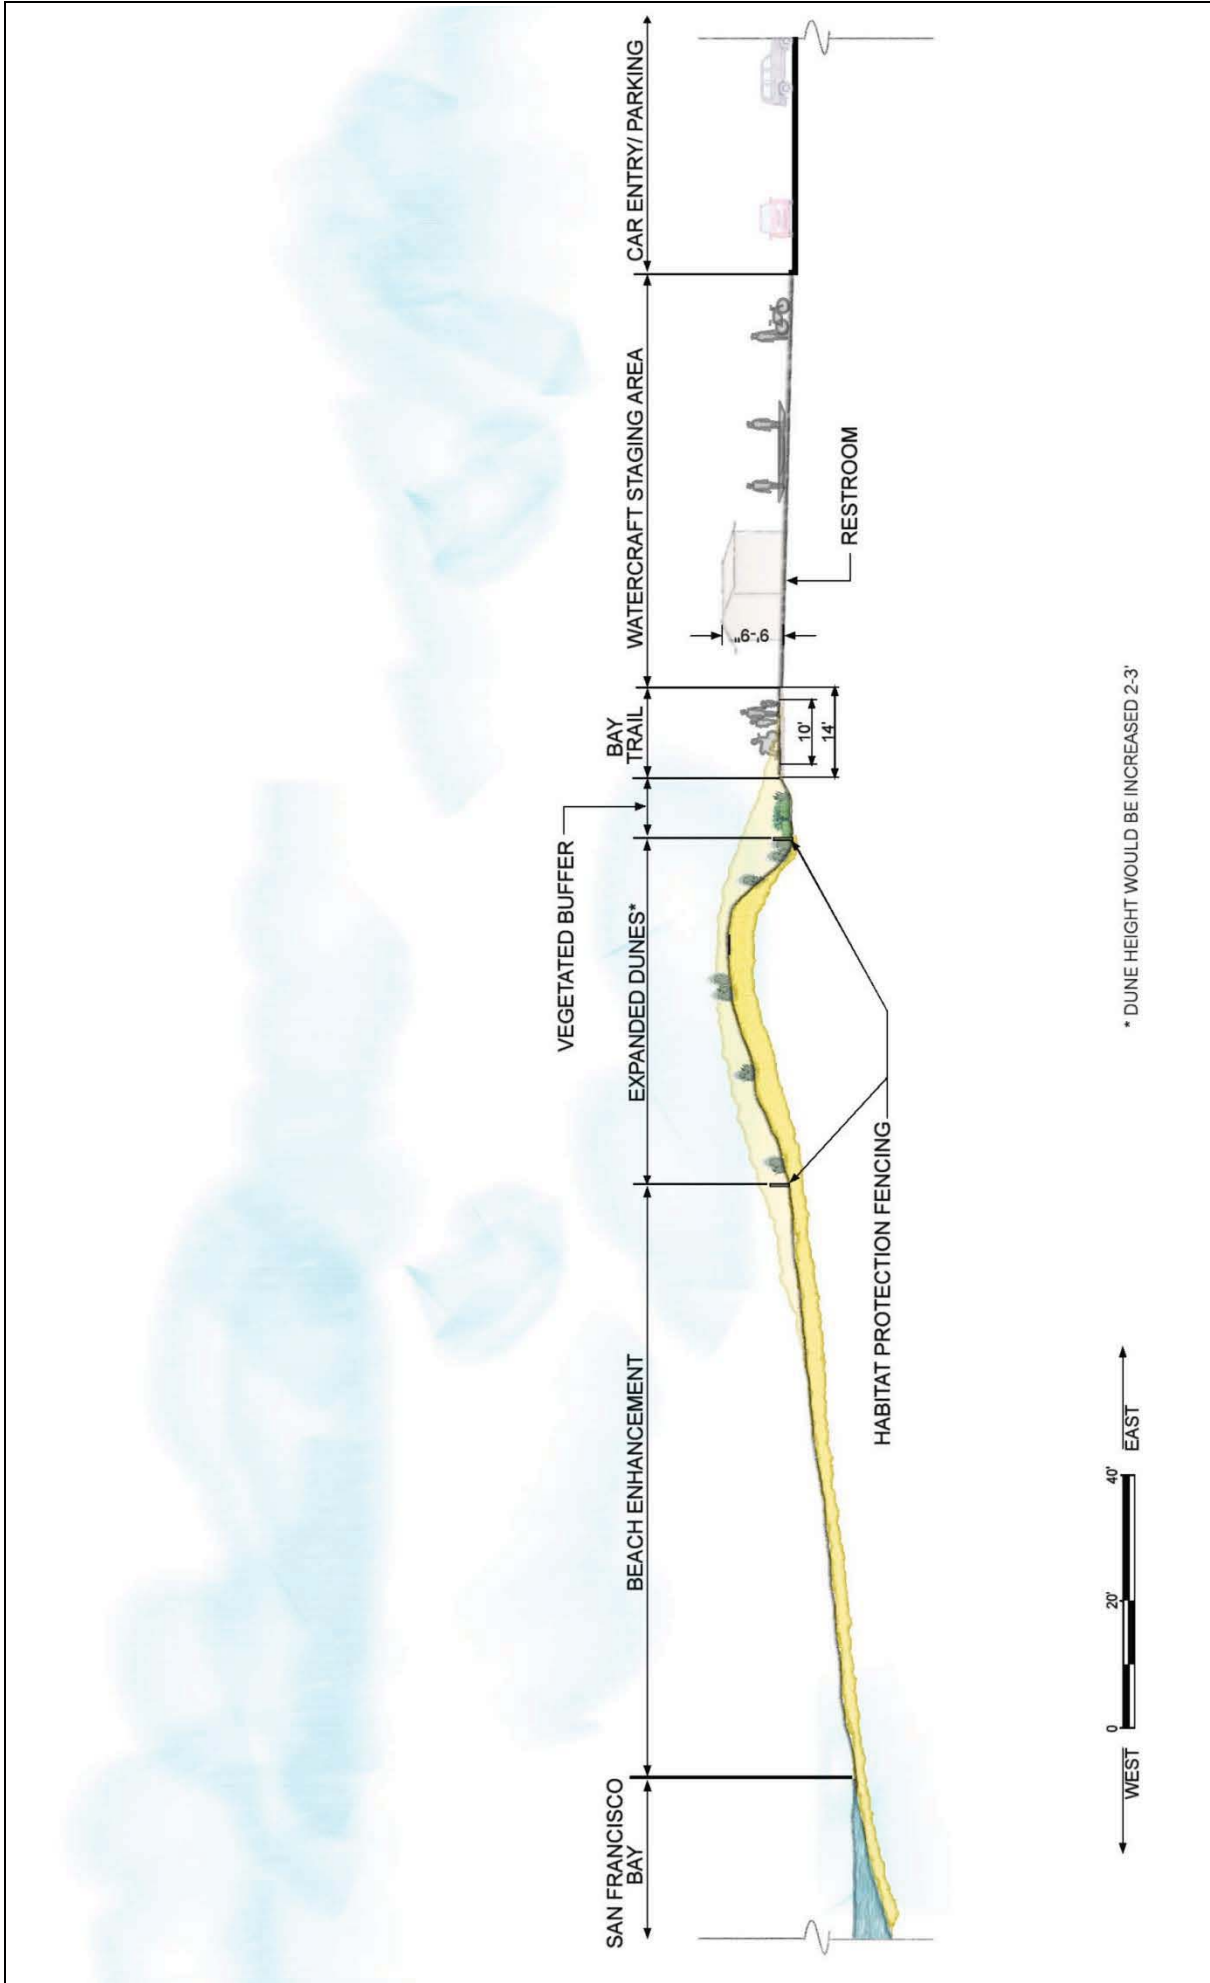 SAN FRANCISCO
BAY
BEACH ENHANCEMENT
VEGETATED BUFFER
EXPANDED DUNES*
BAY
TRAIL
WATERCRAFT STAGING AREA
CAR ENTRY/ PARKING
9'-9"
10'
14'
RESTROOM
HABITAT PROTECTION FENCING
WEST
0
20'
40'
EAST
* DUNE HEIGHT WOULD BE INCREASED 2-3'